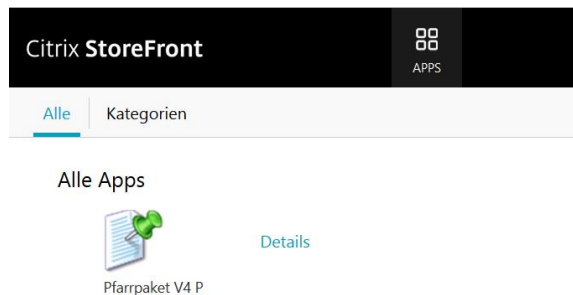 Citrix StoreFront
APPS
Alle
Kategorien
Alle Apps
Details
Pfarrpaket V4 P